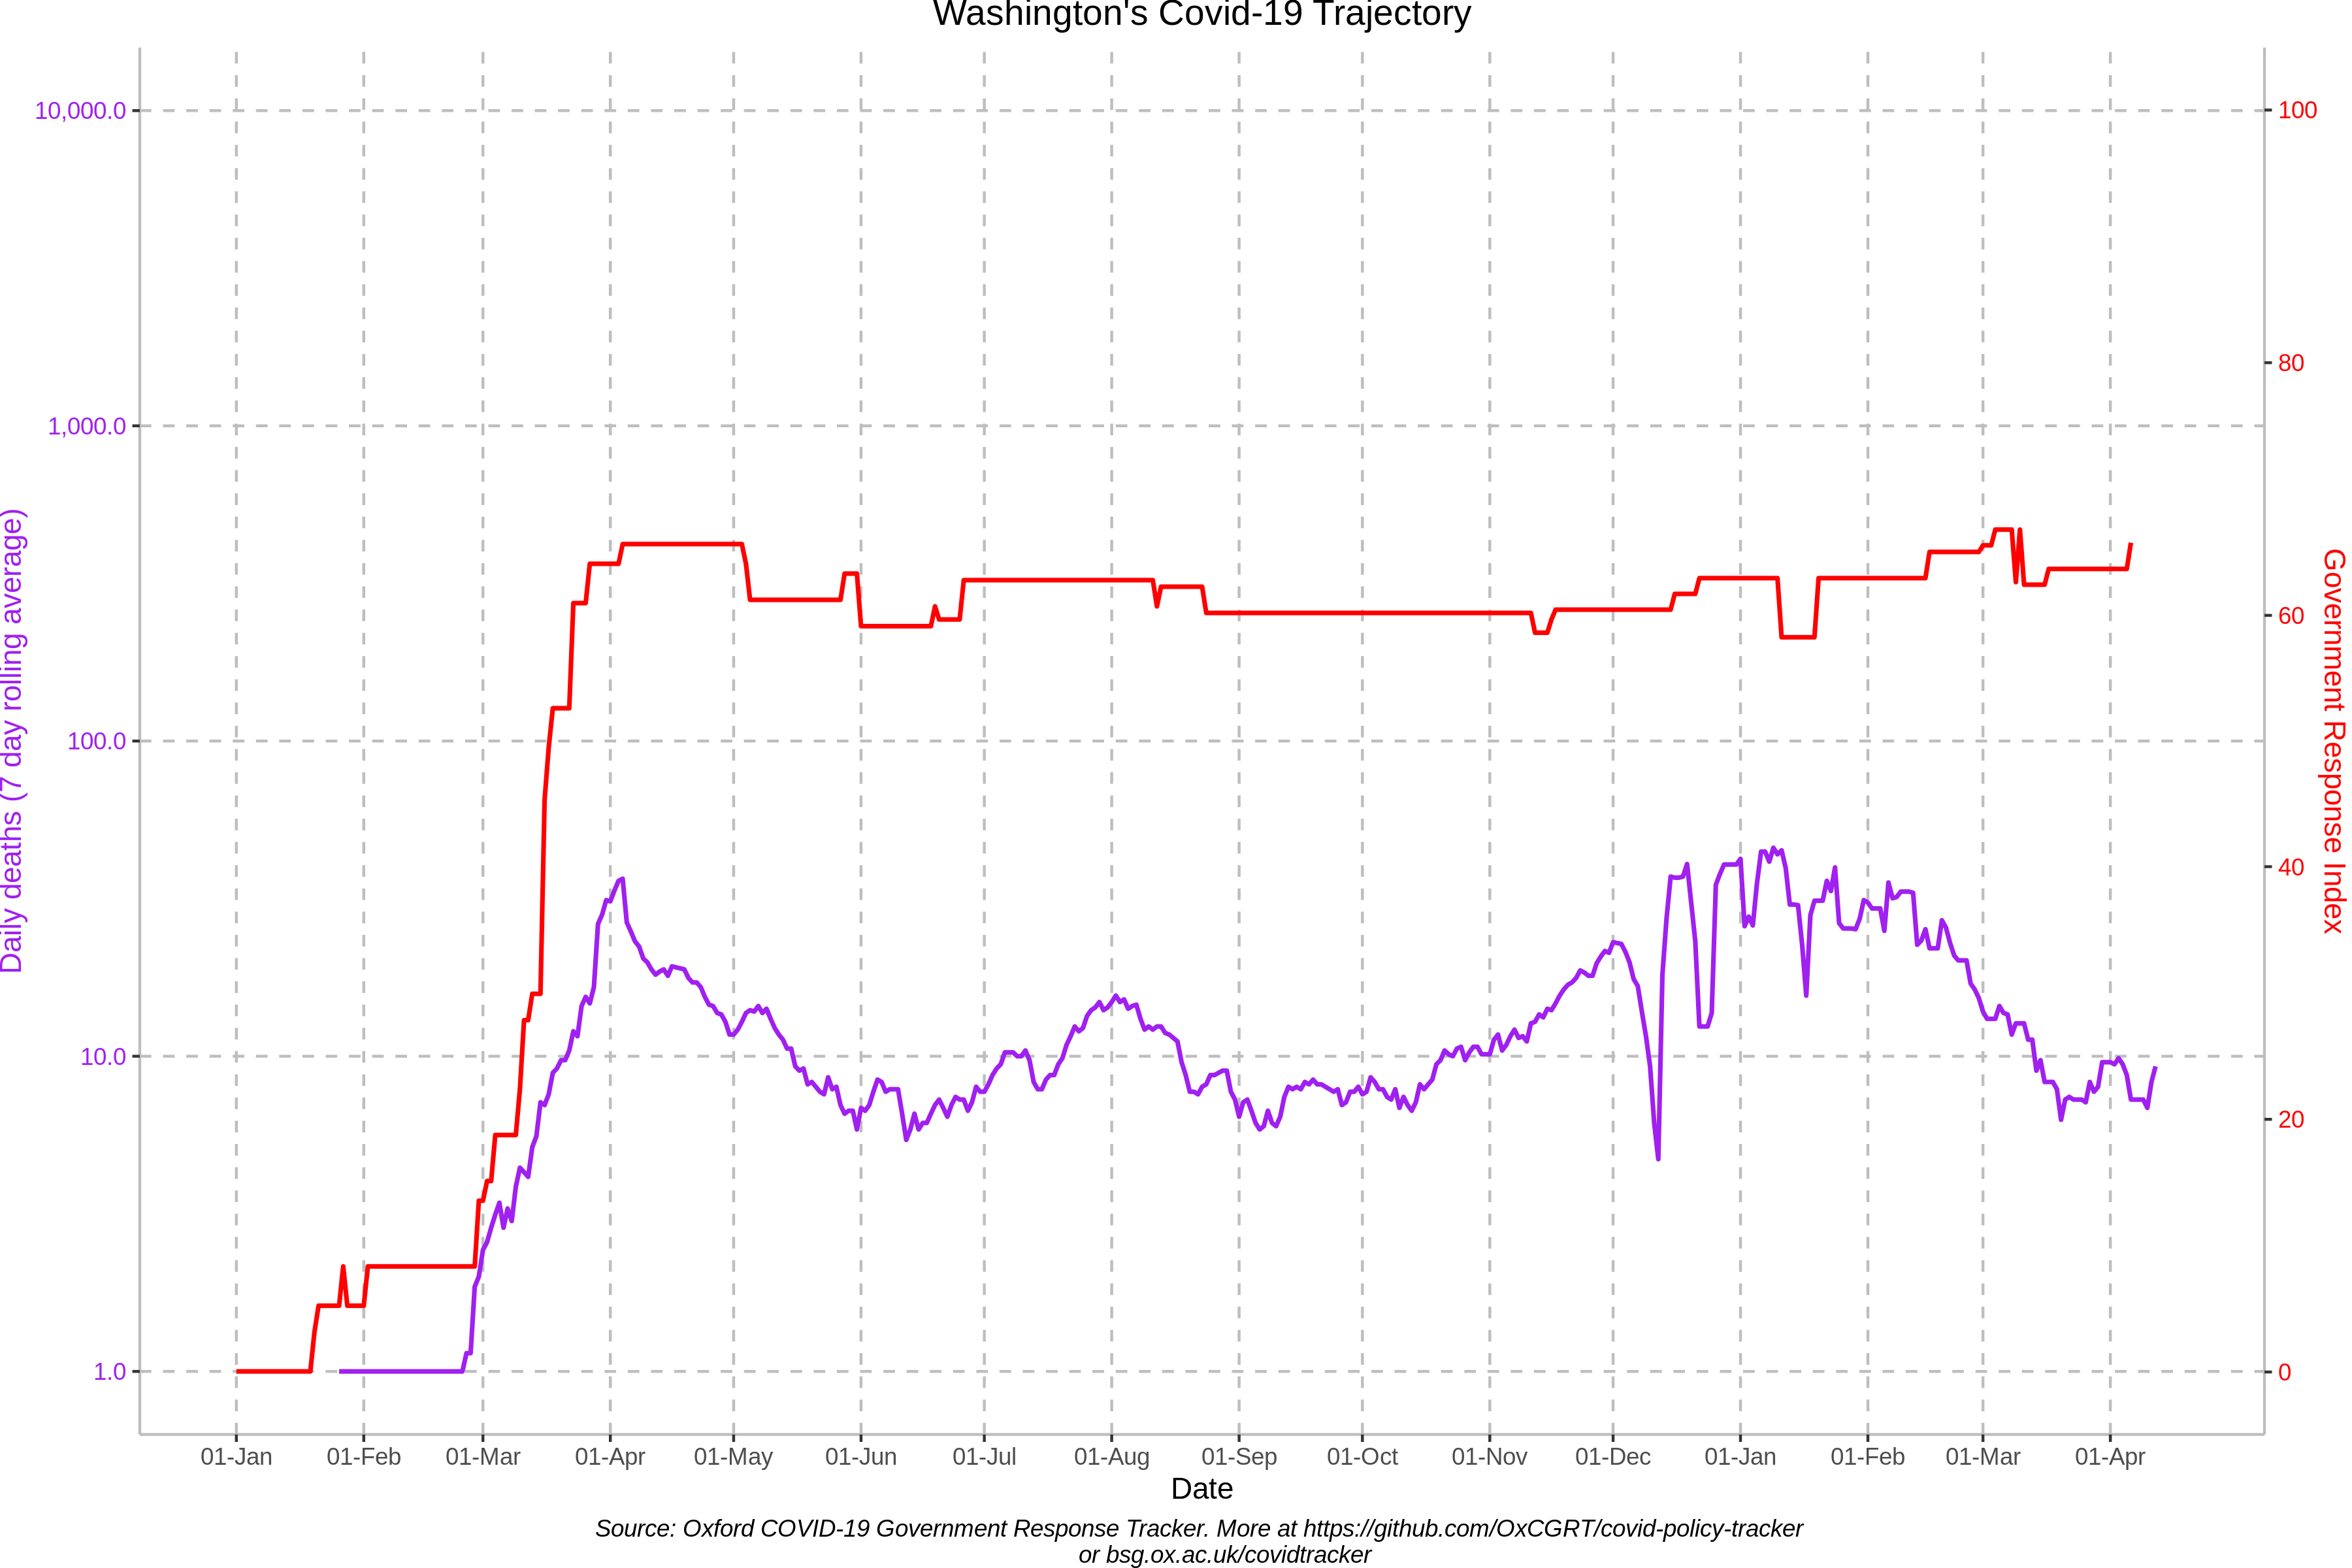 Washington's Covid-19 Trajectory
10,000.0
1,000.0
100.0
10.0
1.0
Daily deaths (7 day rolling average)
100
80
60
40
20
0
Government Response Index
01-Jan 01-Feb 01-Mar 01-Apr 01-May 01-Jun 01-Jul 01-Aug 01-Sep 01-Oct 01-Nov 01-Dec 01-Jan 01-Feb 01-Mar 01-Apr
Date
Source: Oxford COVID-19 Government Response Tracker. More at https://github.com/OxCGRT/covid-policy-tracker
or bsg.ox.ac.uk/covidtracker